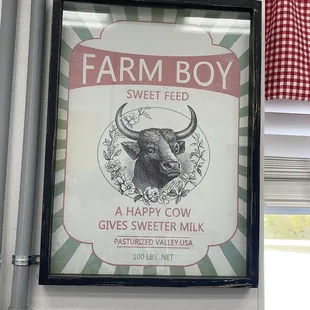 FARM BOY
SWEET FEED
A HAPPY COW
GIVES SWEETER MILK
PASTURIZED VALLEY.USA
100 LBS. NET